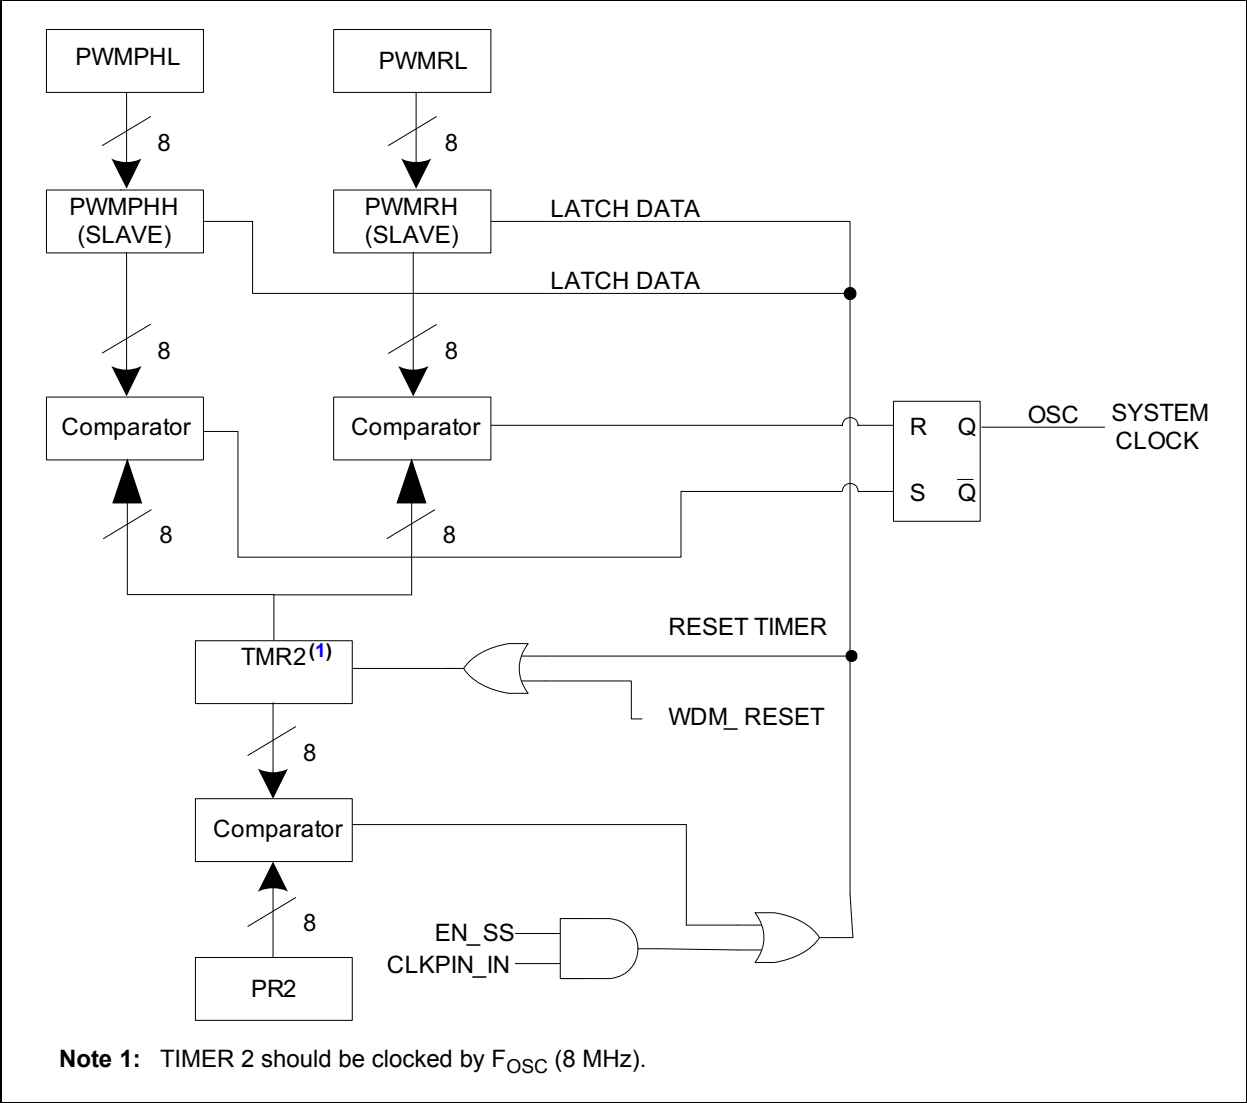 PWMPHL
PWMRL
8
8
PWMPHH
(SLAVE)
PWMRH
(SLAVE)
LATCH DATA
LATCH DATA
8
8
Comparator
Comparator
R Q
S Q̅
OSC
SYSTEM
CLOCK
8
8
RESET TIMER
TMR2(1)
WDM_ RESET
8
Comparator
8
EN_SS
CLKPIN_IN
PR2
Note 1: TIMER 2 should be clocked by FOSC (8 MHz).